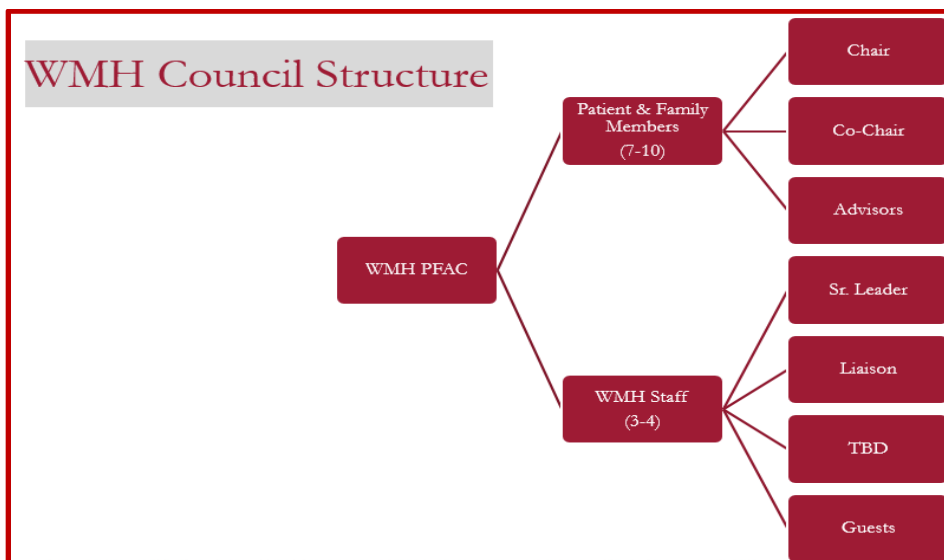 WMH Council Structure
WMH PFAC
Patient & Family
Members
(7-10)
Chair
Co-Chair
Advisors
WMH Staff
(3-4)
Sr. Leader
Liaison
TBD
Guests